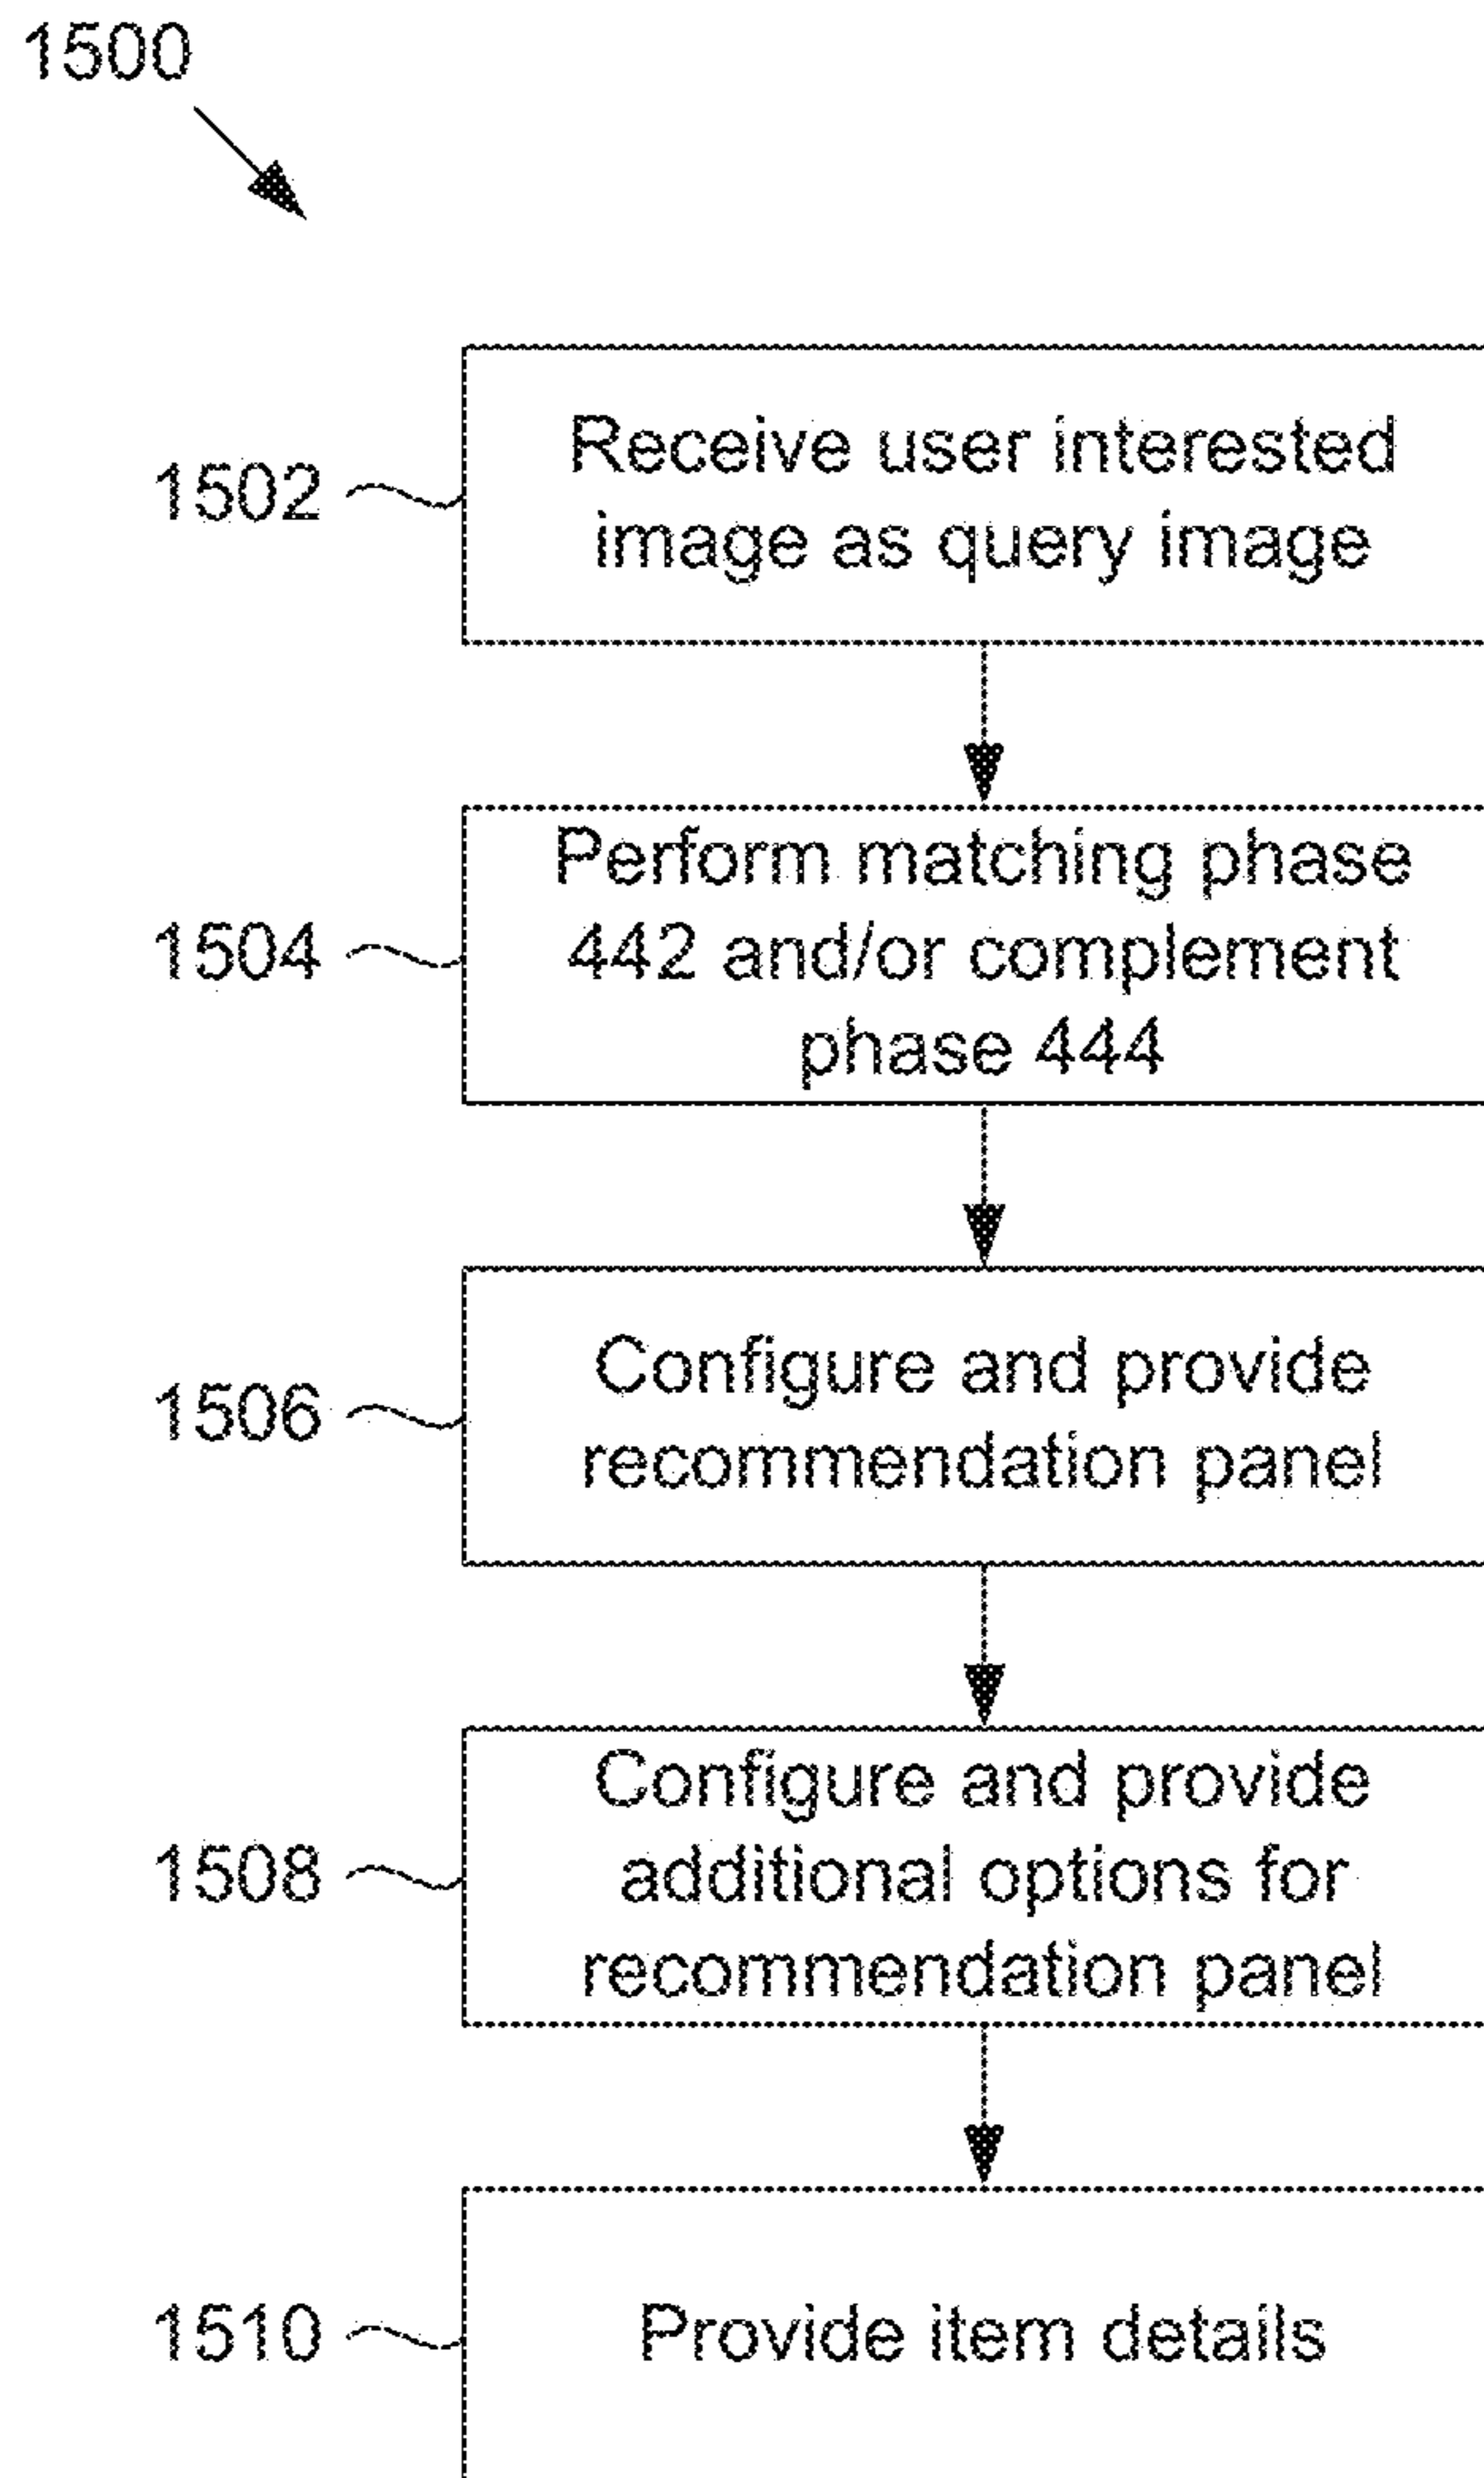 1500
1502
Receive user interested
image as query image
1504
Perform matching phase
442 and/or complement
phase 444
1506
Configure and provide
recommendation panel
1508
Configure and provide
additional options for
recommendation panel
1510
Provide item details